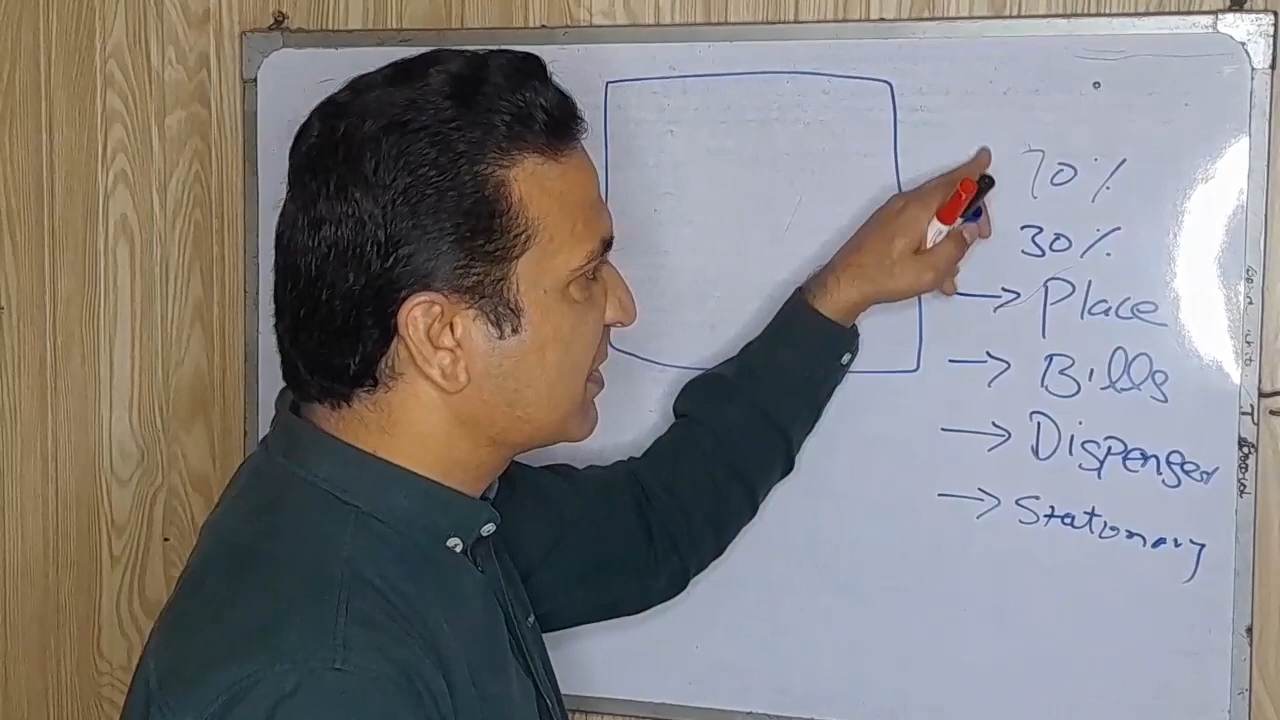 70%
30%
→ Place
→ Bills
→ Dispenser
→ Stationary